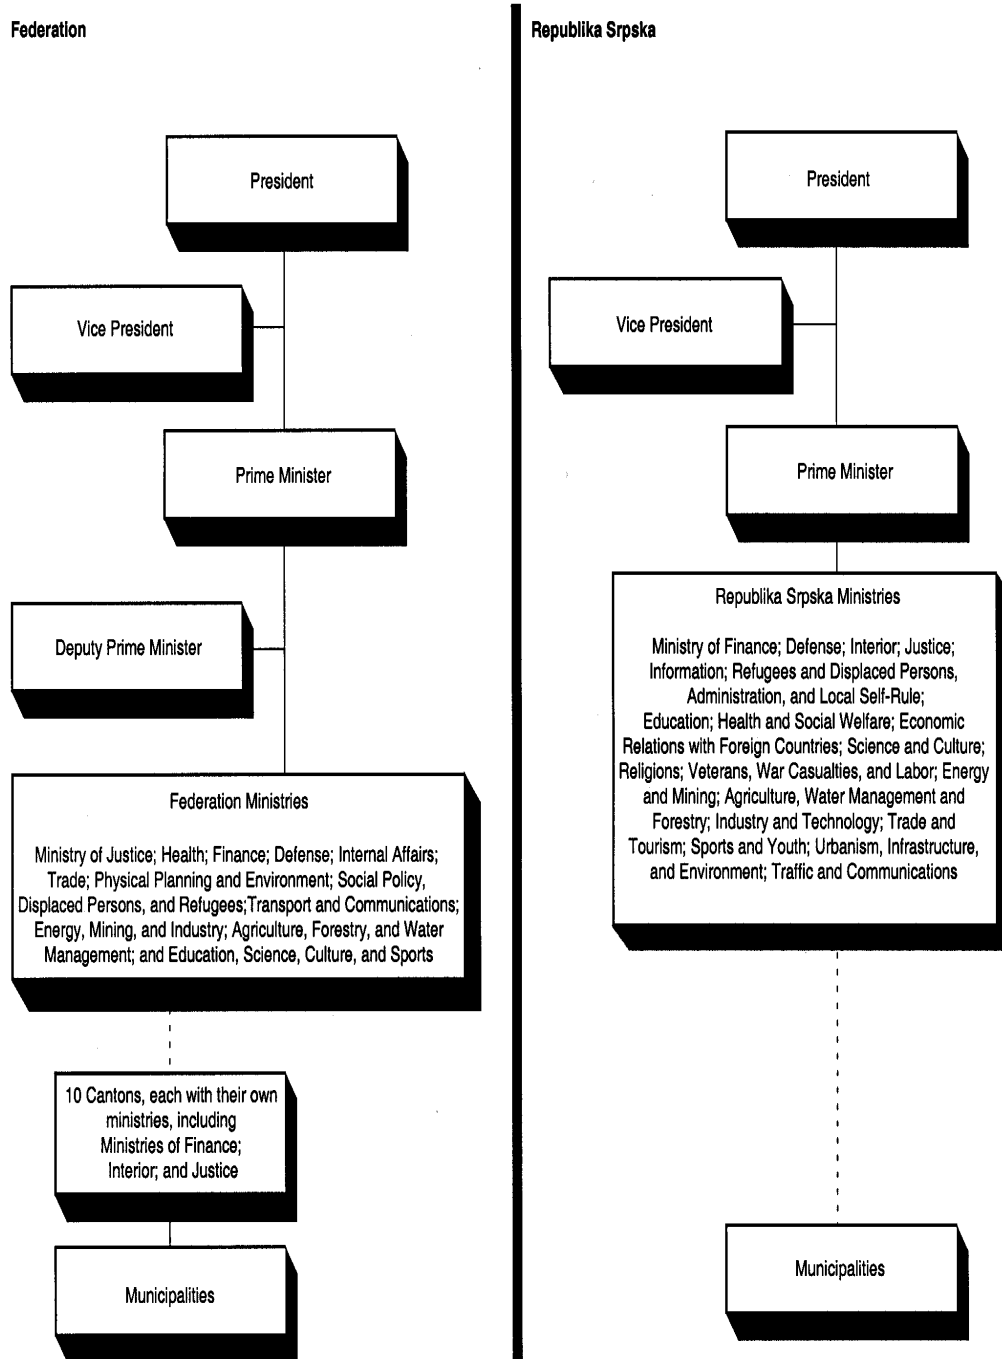 Federation
President
Vice President
Prime Minister
Deputy Prime Minister
Federation Ministries
Ministry of Justice; Health; Finance; Defense; Internal Affairs;
Trade; Physical Planning and Environment; Social Policy,
Displaced Persons, and Refugees;Transport and Communications;
Energy, Mining, and Industry; Agriculture, Forestry, and Water
Management; and Education, Science, Culture, and Sports
10 Cantons, each with their own
ministries, including
Ministries of Finance;
Interior; and Justice
Municipalities
Republika Srpska
President
Vice President
Prime Minister
Republika Srpska Ministries
Ministry of Finance; Defense; Interior; Justice;
Information; Refugees and Displaced Persons,
Administration, and Local Self-Rule;
Education; Health and Social Welfare; Economic
Relations with Foreign Countries; Science and Culture;
Religions; Veterans, War Casualties, and Labor; Energy
and Mining; Agriculture, Water Management and
Forestry; Industry and Technology; Trade and
Tourism; Sports and Youth; Urbanism, Infrastructure,
and Environment; Traffic and Communications
Municipalities